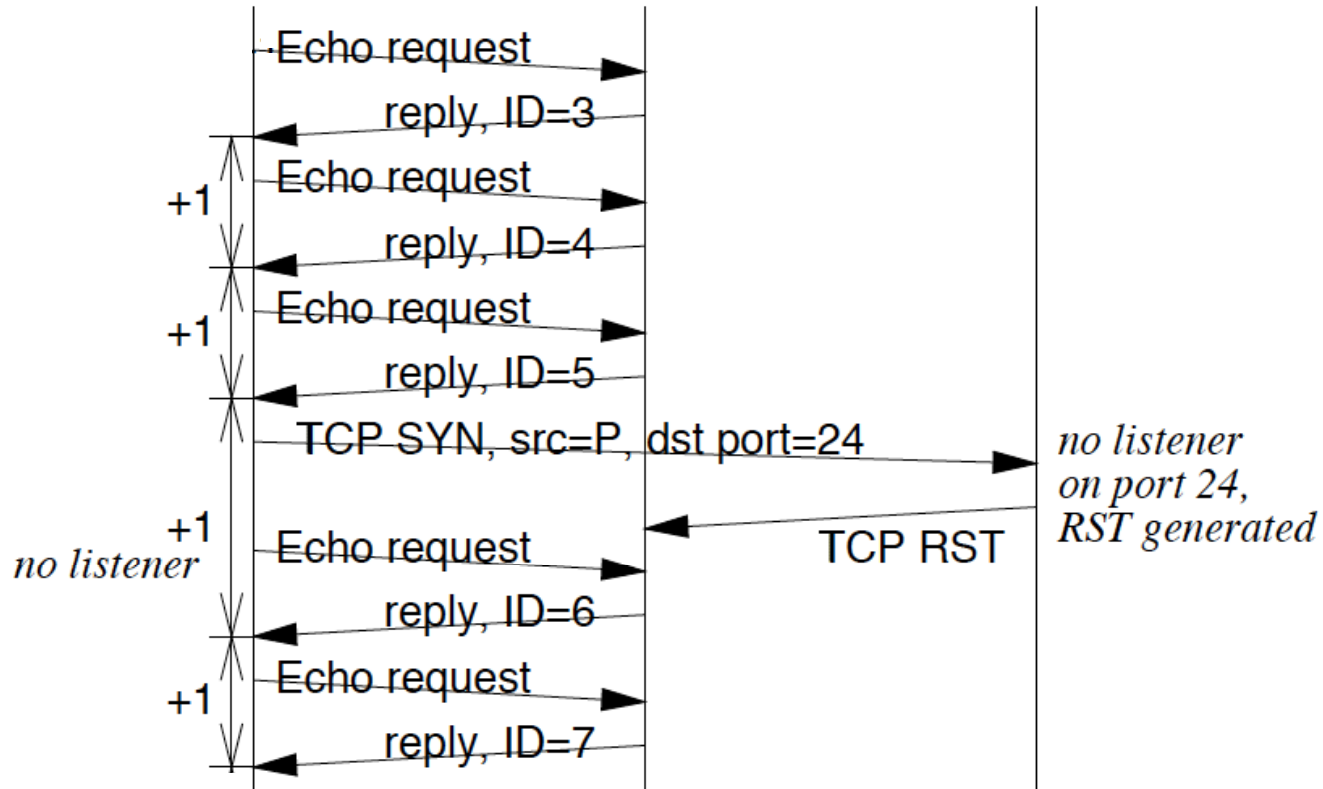 Echo request
reply, ID=3
+1
Echo request
reply, ID=4
+1
Echo request
reply, ID=5
TCP SYN, src=P, dst port=24
no listener
on port 24,
RST generated
+1
no listener
TCP RST
Echo request
reply, ID=6
+1
Echo request
reply, ID=7